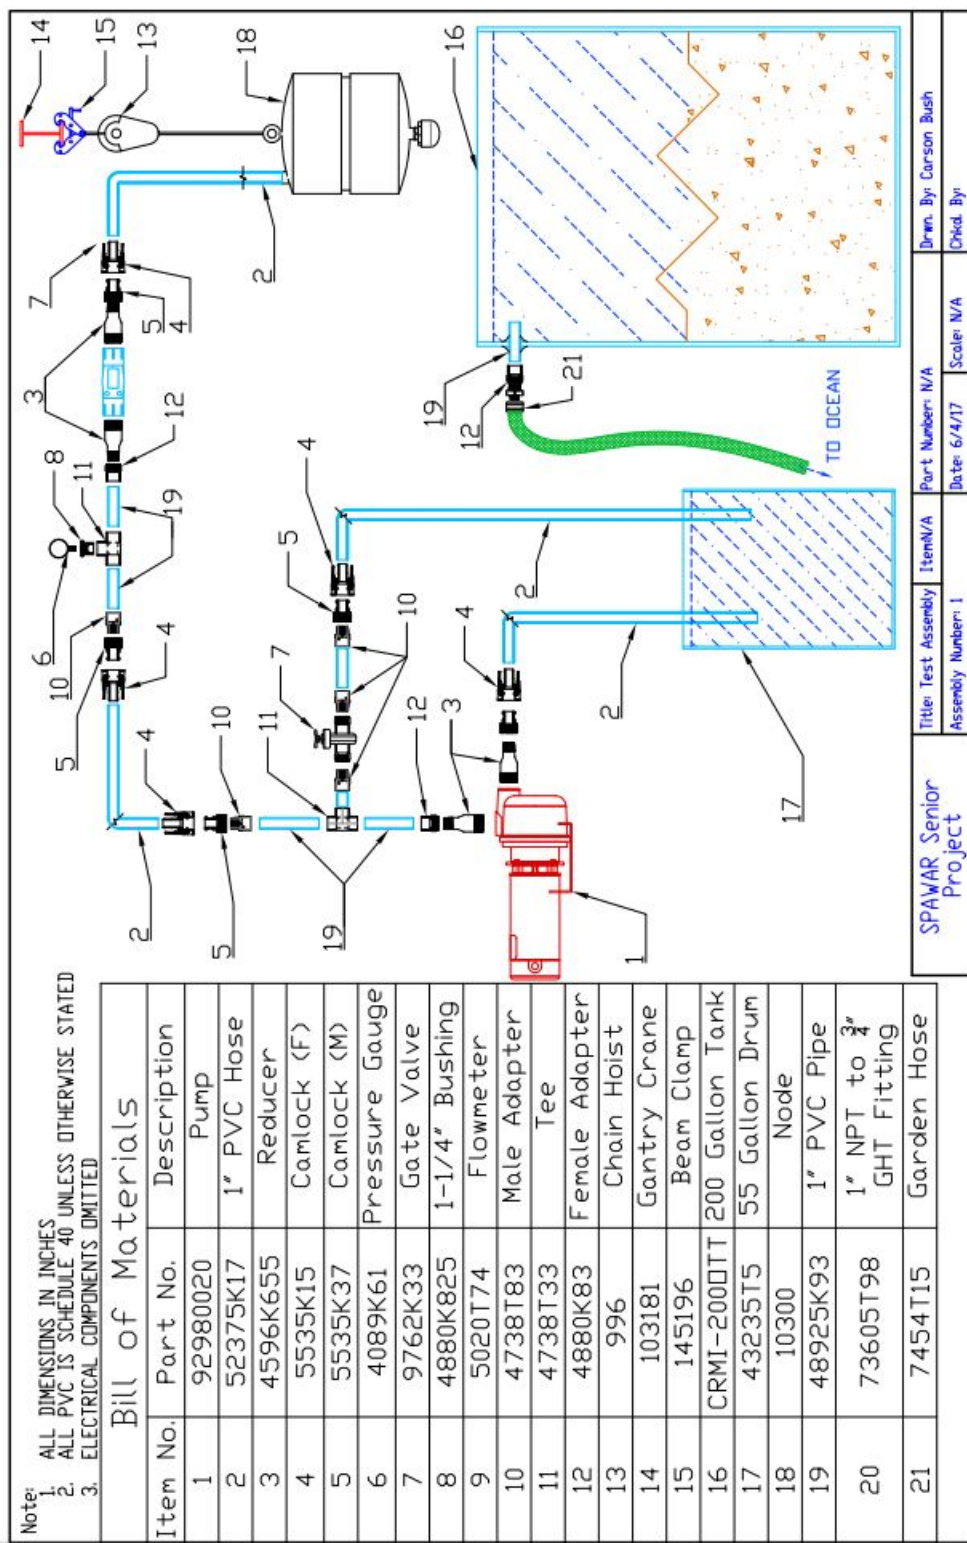 Note:
1. ALL DIMENSIONS IN INCHES
2. ALL PVC IS SCHEDULE 40 UNLESS OTHERWISE STATED
3. ELECTRICAL COMPONENTS OMITTED
Bill of Materials
Item No. Part No. Description
1 92980020 Pump
2 52375K17 1" PVC Hose
3 4596K655 Reducer
4 5535K15 Camlock (F)
5 5535K37 Camlock (M)
6 4089K61 Pressure Gauge
7 9762K33 Gate Valve
8 4880K825 1-1/4" Bushing
9 5020T74 Flowmeter
10 4738T83 Male Adapter
11 4738T33 Tee
12 4880K83 Female Adapter
13 996 Chain Hoist
14 103181 Gantry Crane
15 145196 Beam Clamp
16 CRMI-200OTT 200 Gallon Tank
17 43235T5 55 Gallon Drum
18 10300 Node
19 48925K93 1" PVC Pipe
20 73605T98 1" NPT to 3/4"
GHT Fitting
21 7454T15 Garden Hose
14
15
13
18
7
2
3
5
4
12
8
11
19
6
10
5
4
4
2
10
5
19
11
7
10
5
4
12
3
4
2
2
1
17
16
19
12
21
TO OCEAN
SPAWAR Senior
Project
Title: Test Assembly
Item:N/A
Part Number: N/A
Drwn. By: Carson Bush
Assembly Number: 1
Date: 6/4/17
Scale: N/A
Chkd. By: